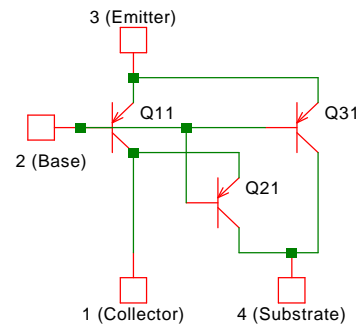 3 (Emitter)
Q11
Q31
2 (Base)
Q21
1 (Collector)
4 (Substrate)